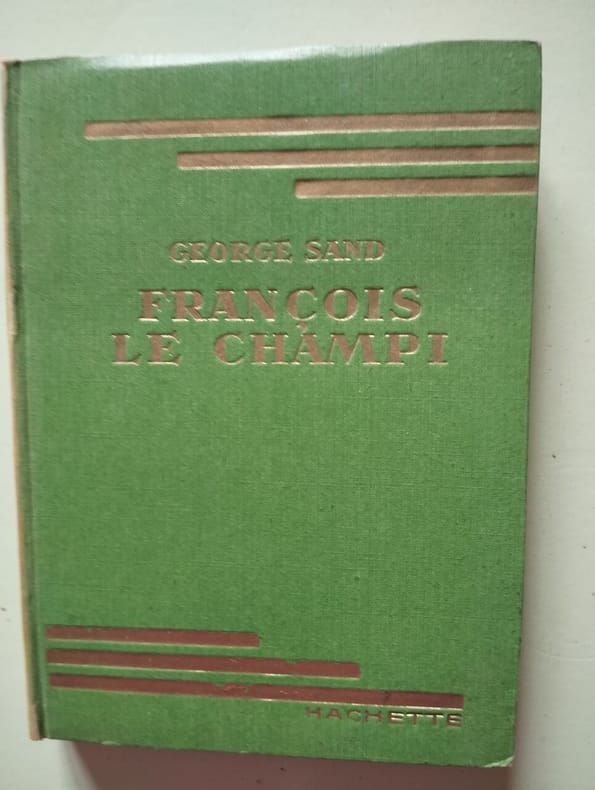 GEORGE SAND
FRANÇOIS
LE CHAMPI
HACHETTE